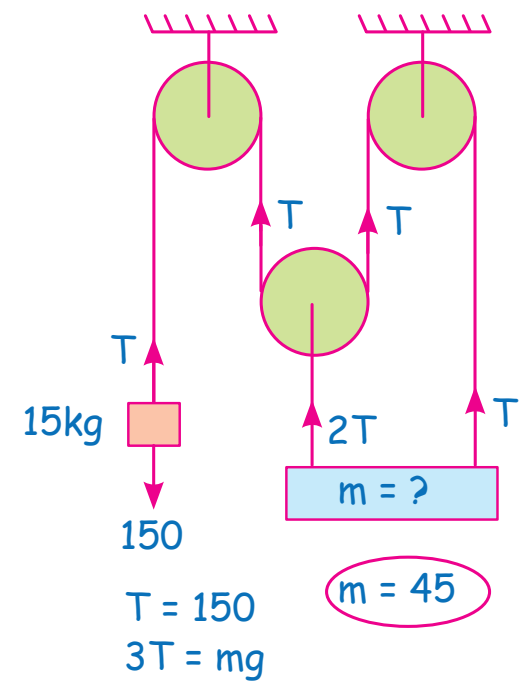 T
T
T
15kg
2T
T
m = ?
150
m = 45
T = 150
3T = mg